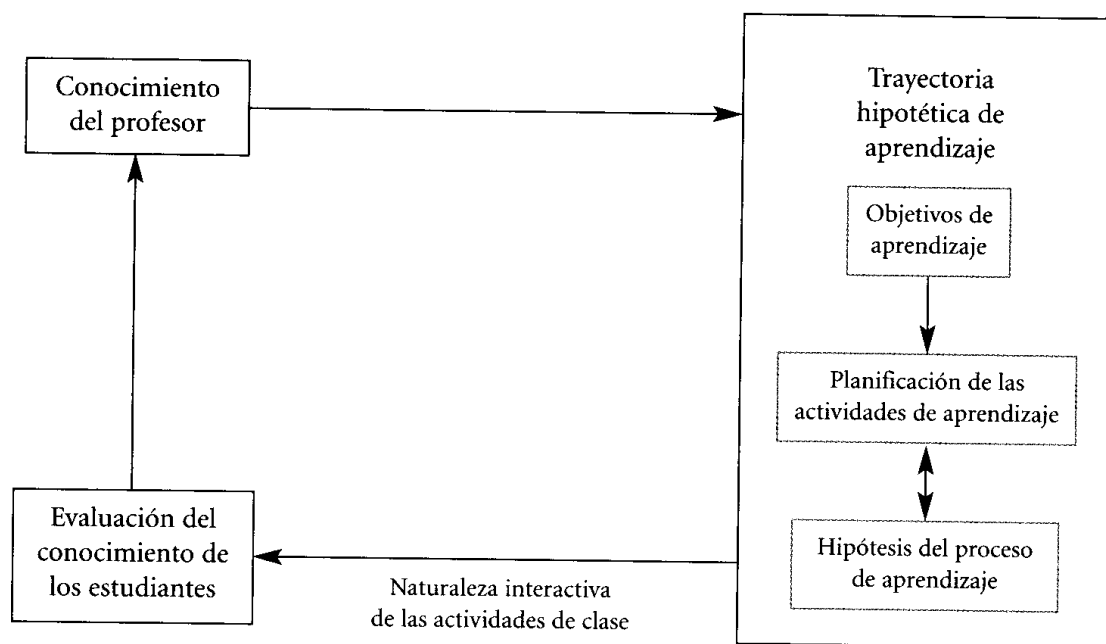 Conocimiento
del profesor
Trayectoria
hipotética de
aprendizaje
Objetivos de
aprendizaje
Planificación de las
actividades de aprendizaje
Hipótesis del proceso
de aprendizaje
Evaluación del
conocimiento de
los estudiantes
Naturaleza interactiva
de las actividades de clase